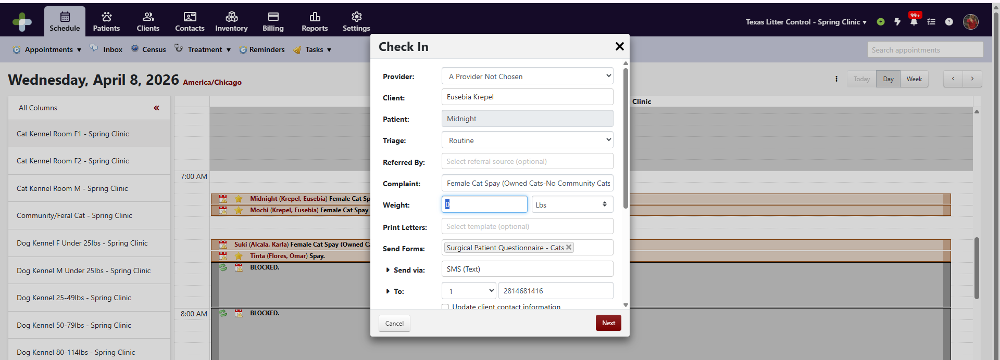 Schedule
Patients
Clients
Contacts
Inventory
Billing
Reports
Settings
Texas Litter Control - Spring Clinic
99+
Appointments
Inbox
Census
Treatment
Reminders
Tasks
Search appointments
Wednesday, April 8, 2026 America/Chicago
Today
Day
Week
All Columns
Cat Kennel Room F1 - Spring Clinic
Cat Kennel Room F2 - Spring Clinic
Cat Kennel Room M - Spring Clinic
Community/Feral Cat - Spring Clinic
Dog Kennel F Under 25lbs - Spring Clinic
Dog Kennel M Under 25lbs - Spring Clinic
Dog Kennel 25-49lbs - Spring Clinic
Dog Kennel 50-79lbs - Spring Clinic
Dog Kennel 80-114lbs - Spring Clinic
Clinic
7:00 AM
Midnight (Krepel, Eusebia) Female Cat Sp
Mochi (Krepel, Eusebia) Female Cat Spay
Suki (Alcala, Karla) Female Cat Spay (Owned Ca
Tinta (Flores, Omar) Spay.
BLOCKED.
8:00 AM
BLOCKED.
Check In
Provider: A Provider Not Chosen
Client: Eusebia Krepel
Patient: Midnight
Triage: Routine
Referred By: Select referral source (optional)
Complaint: Female Cat Spay (Owned Cats-No Community Cats
Weight: 0 Lbs
Print Letters: Select template (optional)
Send Forms: Surgical Patient Questionnaire - Cats
Send via: SMS (Text)
To: 1 2814681416
Update client contact information
Cancel
Next